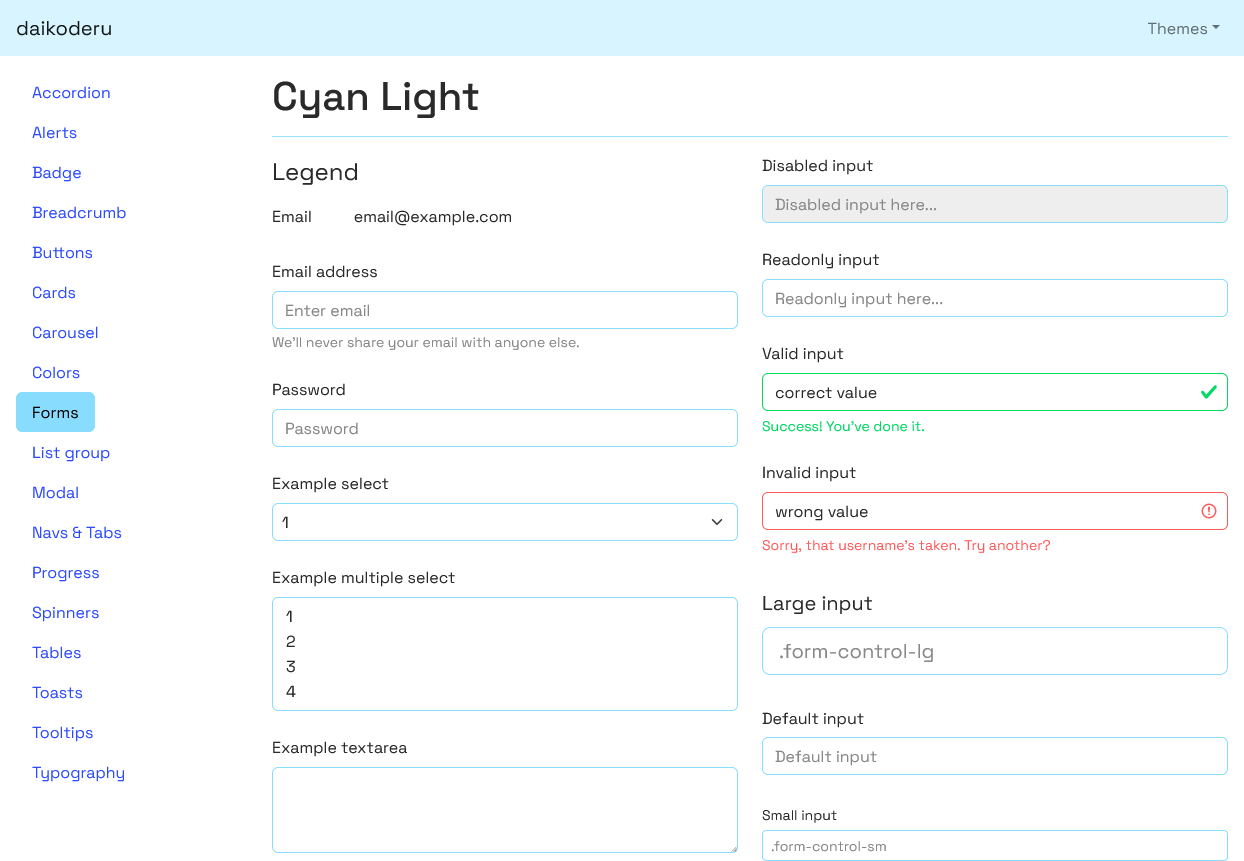 daikoderu
Themes
Accordion
Alerts
Badge
Breadcrumb
Buttons
Cards
Carousel
Colors
Forms
List group
Modal
Navs & Tabs
Progress
Spinners
Tables
Toasts
Tooltips
Typography
Cyan Light
Legend
Email email@example.com
Email address
Enter email
We'll never share your email with anyone else.
Password
Password
Example select
1
Example multiple select
1
2
3
4
Example textarea
Disabled input
Disabled input here...
Readonly input
Readonly input here...
Valid input
correct value
Success! You've done it.
Invalid input
wrong value
Sorry, that username's taken. Try another?
Large input
.form-control-lg
Default input
Default input
Small input
.form-control-sm